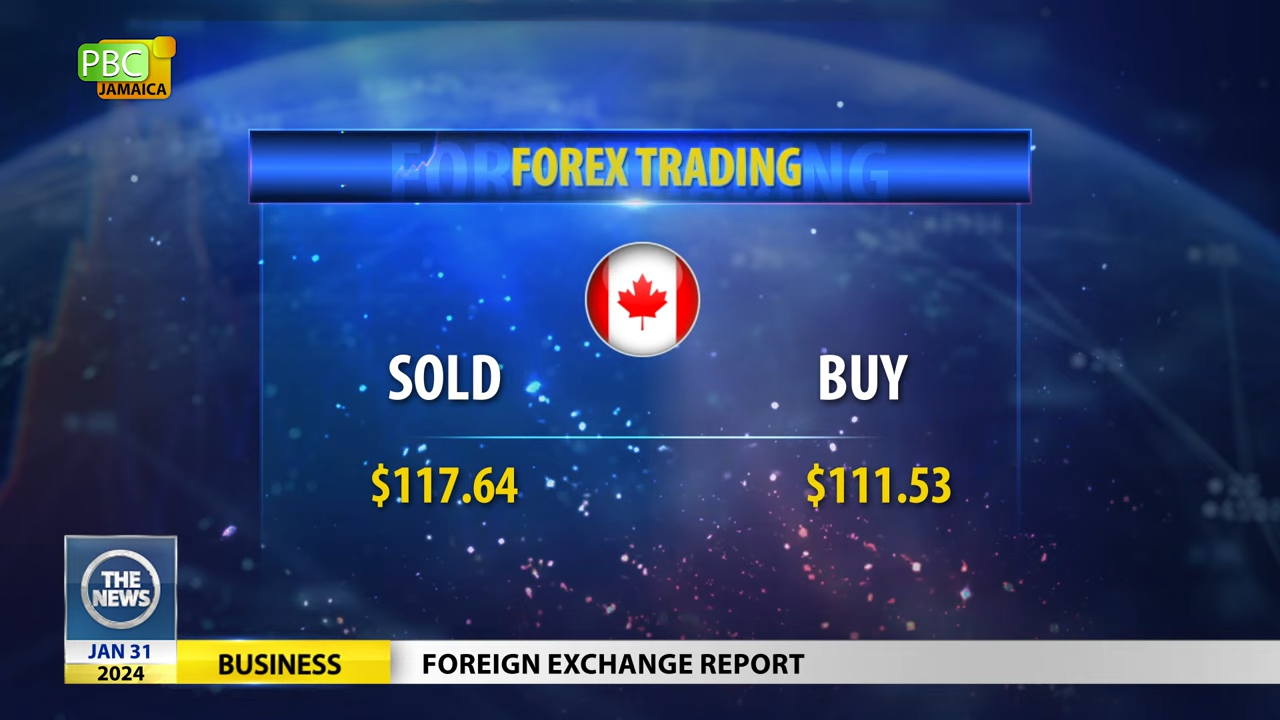 PBC
JAMAICA
FOREX TRADING
SOLD
BUY
$117.64
$111.53
THE
NEWS
JAN 31
2024
BUSINESS
FOREIGN EXCHANGE REPORT